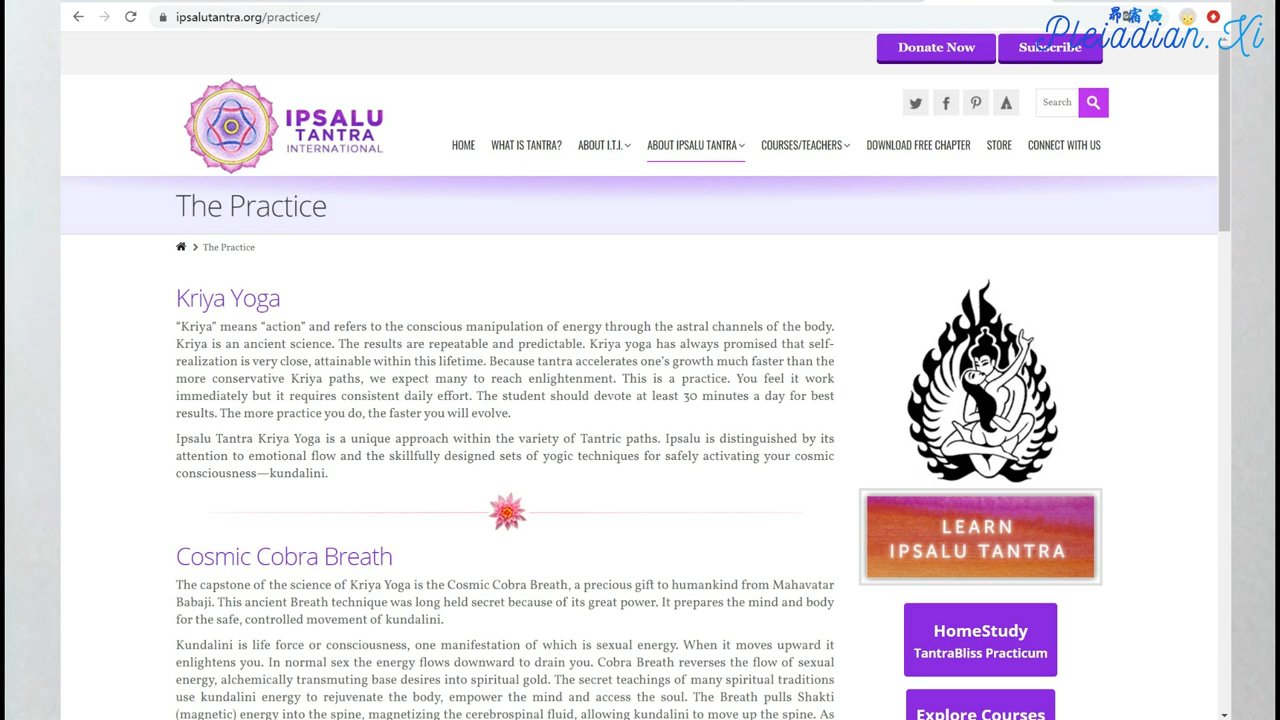 ipsalutantra.org/practices/
昴宿西
Pleiadian.Xi
Donate Now
Subscribe
IPSALU
TANTRA
INTERNATIONAL
Search
HOME WHAT IS TANTRA? ABOUT I.T.I. ABOUT IPSALU TANTRA COURSES/TEACHERS DOWNLOAD FREE CHAPTER STORE CONNECT WITH US
The Practice
The Practice
Kriya Yoga
“Kriya” means “action” and refers to the conscious manipulation of energy through the astral channels of the body.
Kriya is an ancient science. The results are repeatable and predictable. Kriya yoga has always promised that self-
realization is very close, attainable within this lifetime. Because tantra accelerates one’s growth much faster than the
more conservative Kriya paths, we expect many to reach enlightenment. This is a practice. You feel it work
immediately but it requires consistent daily effort. The student should devote at least 30 minutes a day for best
results. The more practice you do, the faster you will evolve.
Ipsalu Tantra Kriya Yoga is a unique approach within the variety of Tantric paths. Ipsalu is distinguished by its
attention to emotional flow and the skillfully designed sets of yogic techniques for safely activating your cosmic
consciousness—kundalini.
Cosmic Cobra Breath
The capstone of the science of Kriya Yoga is the Cosmic Cobra Breath, a precious gift to humankind from Mahavatar
Babaji. This ancient Breath technique was long held secret because of its great power. It prepares the mind and body
for the safe, controlled movement of kundalini.
Kundalini is life force or consciousness, one manifestation of which is sexual energy. When it moves upward it
enlightens you. In normal sex the energy flows downward to drain you. Cobra Breath reverses the flow of sexual
energy, alchemically transmuting base desires into spiritual gold. The secret teachings of many spiritual traditions
use kundalini energy to rejuvenate the body, empower the mind and access the soul. The Breath pulls Shakti
(magnetic) energy into the spine, magnetizing the cerebrospinal fluid, allowing kundalini to move up the spine. As
LEARN
IPSALU TANTRA
HomeStudy
TantraBliss Practicum
Explore Courses